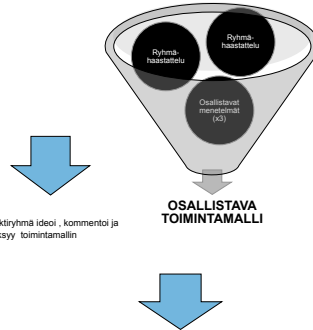 Ryhmä-
haastattelu
Ryhmä-
haastattelu
Osallistavat
menetelmät
(x3)
OSALLISTAVA
TOIMINTAMALLI
ideoi , kommentoi ja
toimintamallin